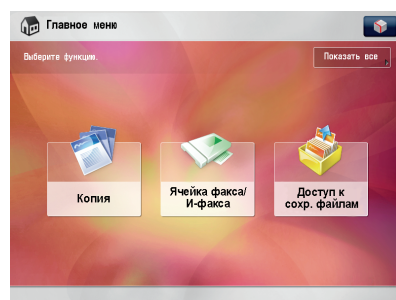 Главное меню
Выберите функцию.
Показать все
Копия
Ячейка факса/
И-факса
Доступ к
сохр. файлам